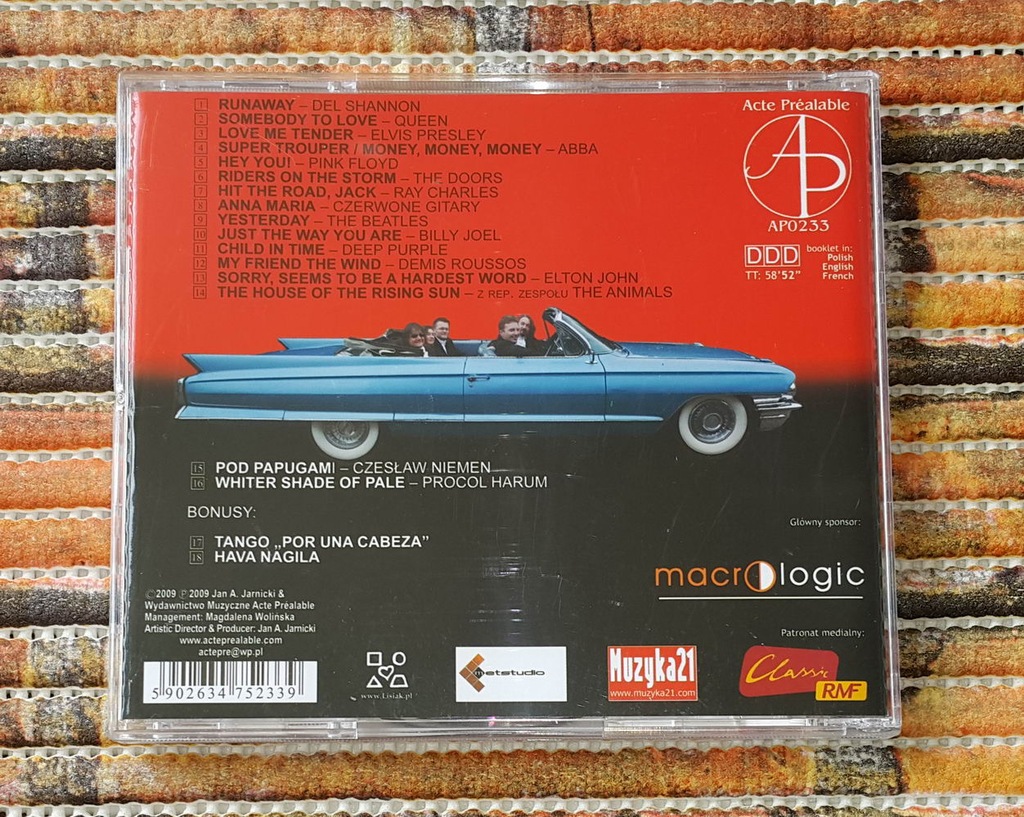 1 RUNAWAY – DEL SHANNON
2 SOMEBODY TO LOVE – QUEEN
3 LOVE ME TENDER – ELVIS PRESLEY
4 SUPER TROUPER / MONEY, MONEY, MONEY – ABBA
5 HEY YOU! – PINK FLOYD
6 RIDERS ON THE STORM – THE DOORS
7 HIT THE ROAD, JACK – RAY CHARLES
8 ANNA MARIA – CZERWONE GITARY
9 YESTERDAY – THE BEATLES
10 JUST THE WAY YOU ARE – BILLY JOEL
11 CHILD IN TIME – DEEP PURPLE
12 MY FRIEND THE WIND – DEMIS ROUSSOS
13 SORRY, SEEMS TO BE A HARDEST WORD – ELTON JOHN
14 THE HOUSE OF THE RISING SUN – Z REP. ZESPOŁU THE ANIMALS
Acte Préalable
AP
AP0233
DDD
TT: 58'52”
booklet in:
Polish
English
French
15 POD PAPUGAMI – CZESŁAW NIEMEN
16 WHITER SHADE OF PALE – PROCOL HARUM
BONUSY:
17 TANGO „POR UNA CABEZA”
18 HAVA NAGILA
Główny sponsor:
macrologic
©2009 ℗2009 Jan A. Jarnicki &
Wydawnictwo Muzyczne Acte Préalable
Management: Magdalena Wolińska
Artistic Director & Producer: Jan A. Jarnicki
www.acteprealable.com
actepre@wp.pl
5 902634 752339
www.Lisiak.pl
metstudio
Muzyka21
www.muzyka21.com
Patronat medialny:
Classic
RMF